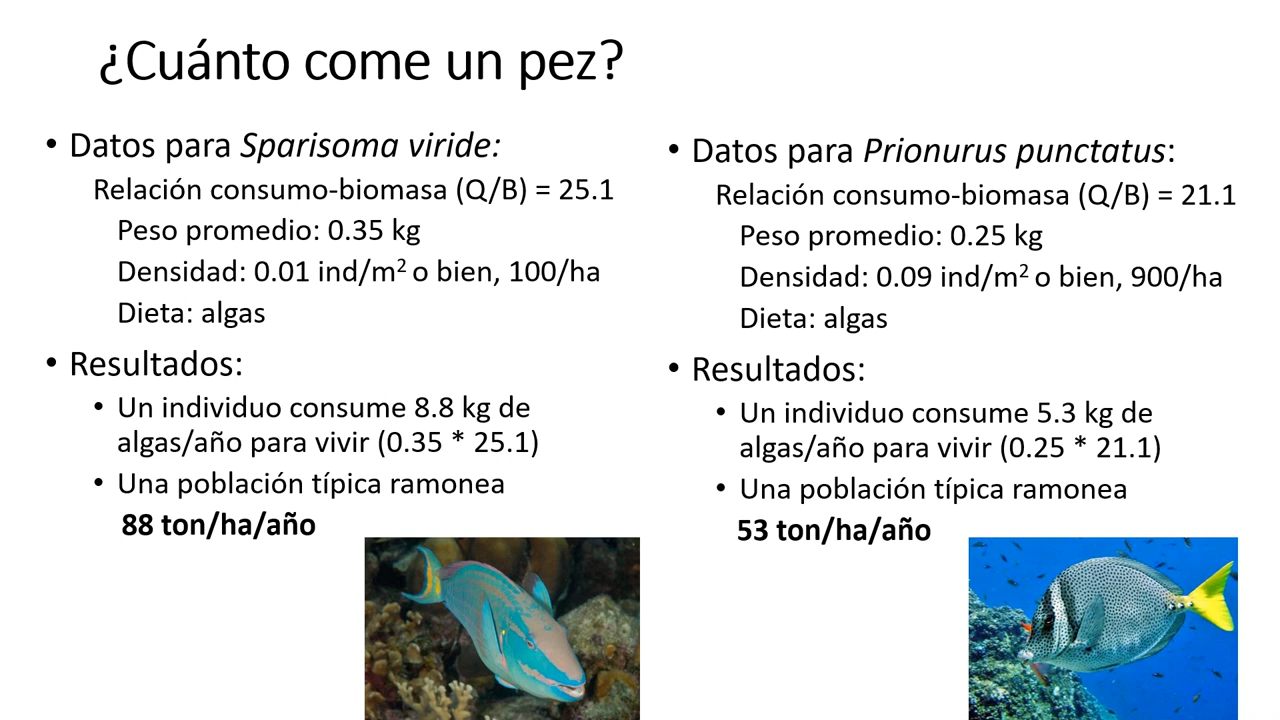 ¿Cuánto come un pez?
• Datos para Sparisoma viride:
Relación consumo-biomasa (Q/B) = 25.1
Peso promedio: 0.35 kg
Densidad: 0.01 ind/m² o bien, 100/ha
Dieta: algas
• Resultados:
• Un individuo consume 8.8 kg de
algas/año para vivir (0.35 * 25.1)
• Una población típica ramonea
88 ton/ha/año
• Datos para Prionurus punctatus:
Relación consumo-biomasa (Q/B) = 21.1
Peso promedio: 0.25 kg
Densidad: 0.09 ind/m² o bien, 900/ha
Dieta: algas
• Resultados:
• Un individuo consume 5.3 kg de
algas/año para vivir (0.25 * 21.1)
• Una población típica ramonea
53 ton/ha/año